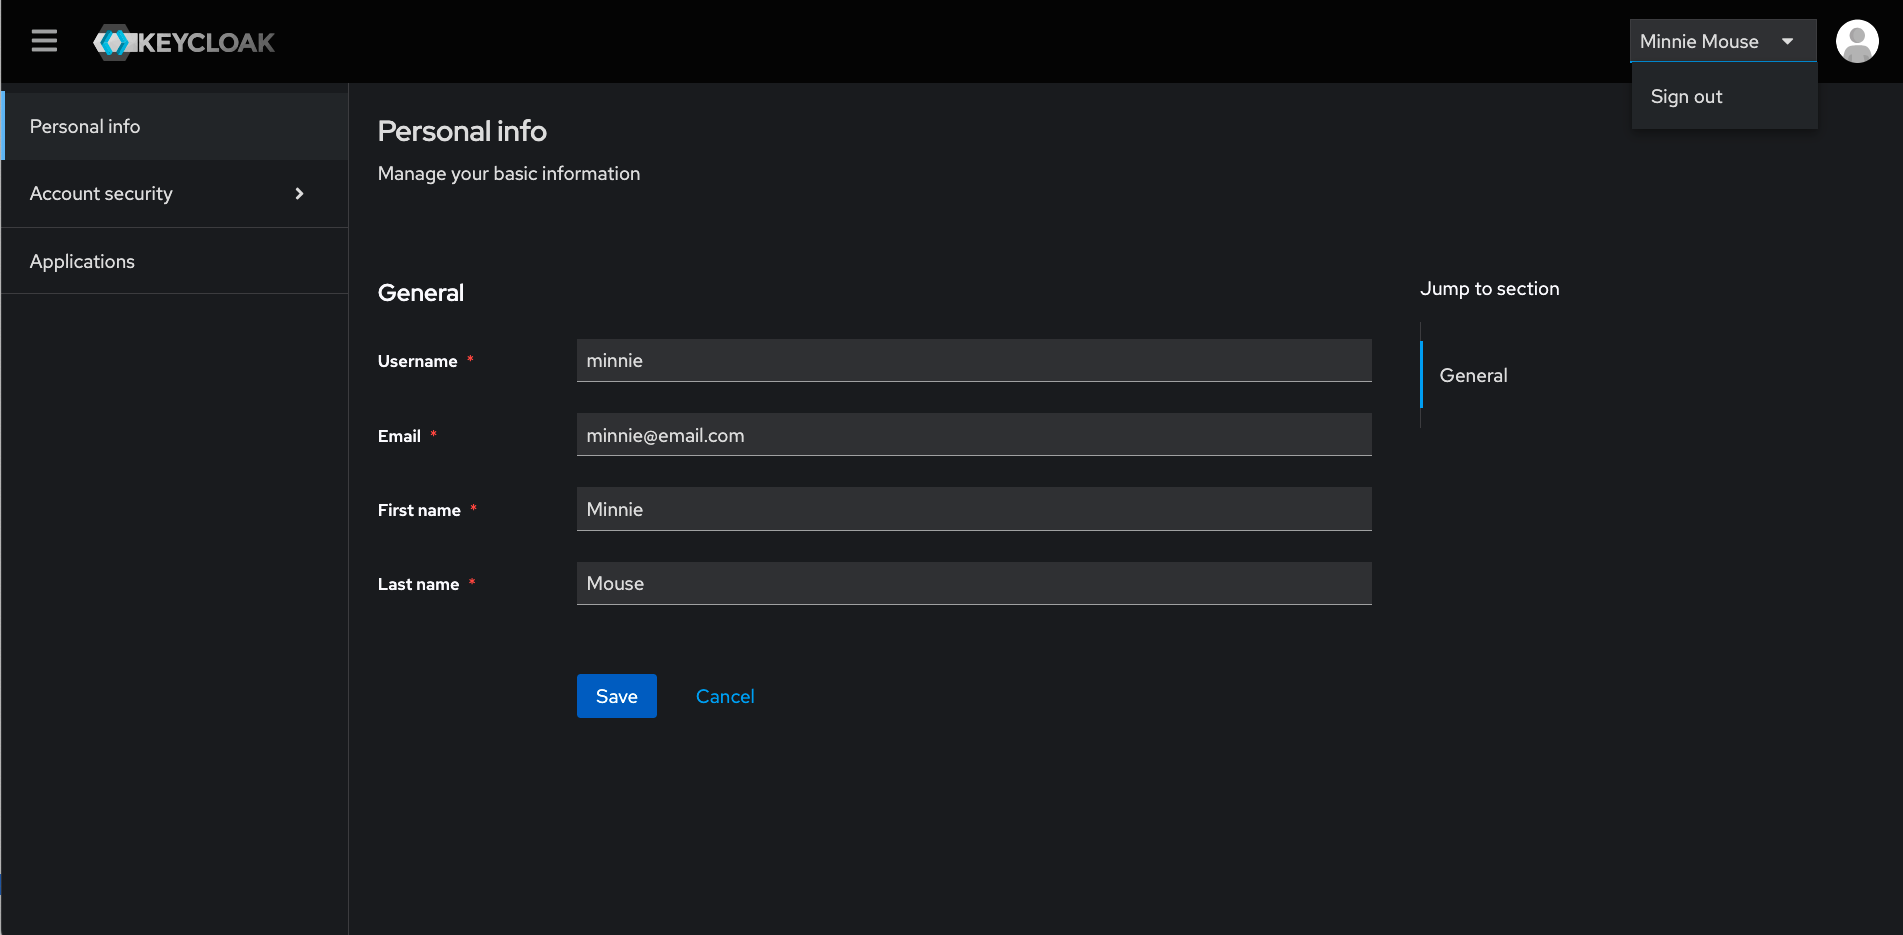 KEYCLOAK
Minnie Mouse
Sign out
Personal info
Account security
Applications
Personal info
Manage your basic information
General
Username *
minnie
Email *
minnie@email.com
First name *
Minnie
Last name *
Mouse
Save Cancel
Jump to section
General